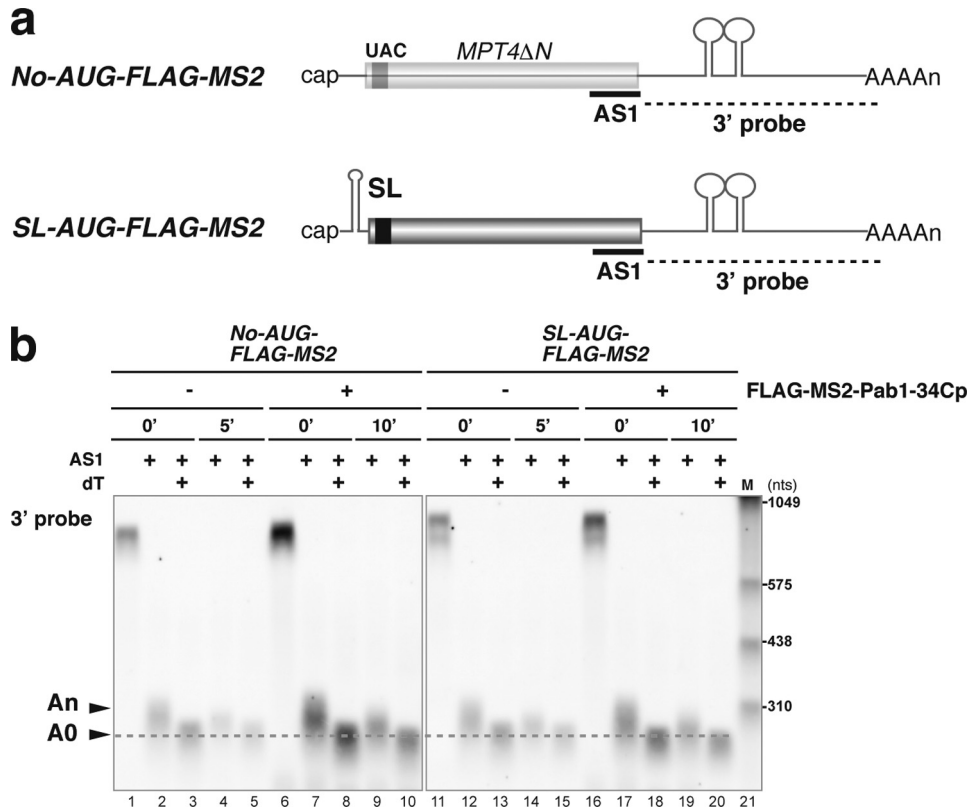 a
No-AUG-FLAG-MS2
cap
UAC
MPT4ΔN
AAAAn
AS1
3' probe
SL-AUG-FLAG-MS2
cap
SL
AAAAn
AS1
3' probe
b
No-AUG-
FLAG-MS2
SL-AUG-
FLAG-MS2
- + - + FLAG-MS2-Pab1-34Cp
0' 5' 0' 10' 0' 5' 0' 10'
AS1 + + + + + + + + + + + + + + + +
dT + + + + + + + + M (nts)
3' probe
1049
575
438
310
An
A0
1 2 3 4 5 6 7 8 9 10 11 12 13 14 15 16 17 18 19 20 21